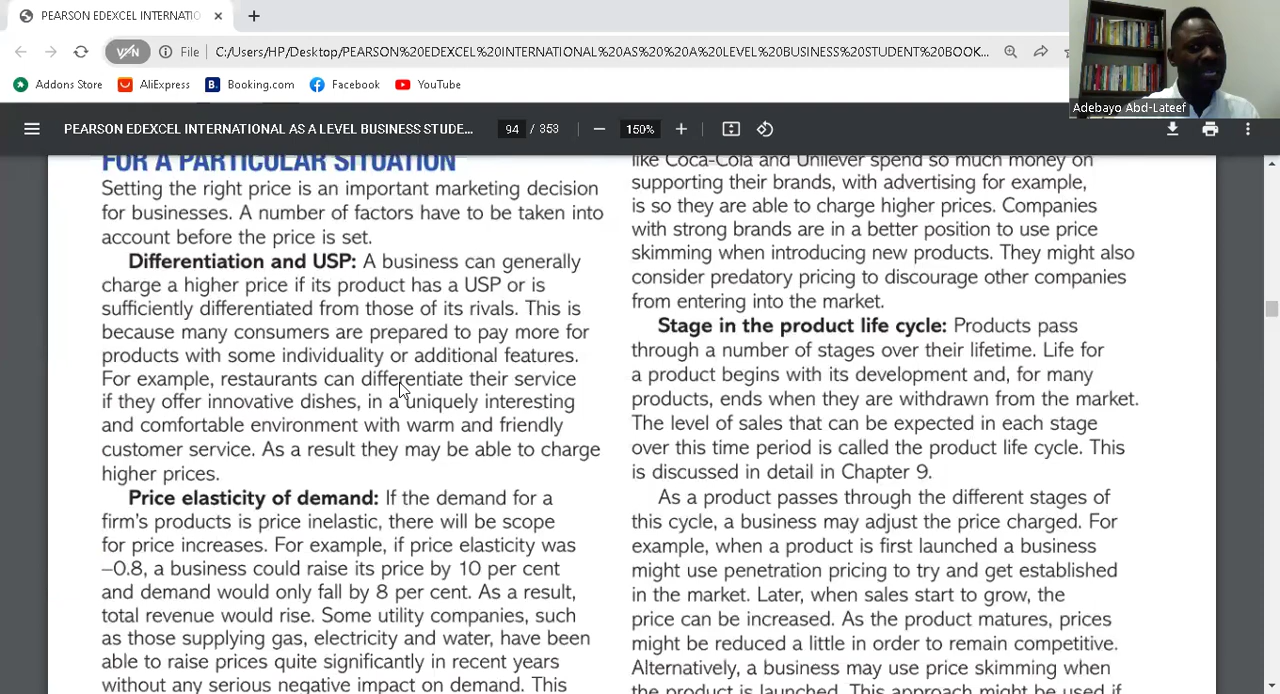 PEARSON EDEXCEL INTERNATIO
File
C:/Users/HP/Desktop/PEARSON%20EDEXCEL%20INTERNATIONAL%20AS%20%20A%20LEVEL%20BUSINESS%20STUDENT%20BOOK...
Addons Store
AliExpress
B.
Booking.com
Facebook
YouTube
Adebayo Abd-Lateef
PEARSON EDEXCEL INTERNATIONAL AS A LEVEL BUSINESS STUDE...
94 / 353
150%
FOR A PARTICULAR SITUATION
Setting the right price is an important marketing decision
for businesses. A number of factors have to be taken into
account before the price is set.
Differentiation and USP: A business can generally
charge a higher price if its product has a USP or is
sufficiently differentiated from those of its rivals. This is
because many consumers are prepared to pay more for
products with some individuality or additional features.
For example, restaurants can differentiate their service
if they offer innovative dishes, in a uniquely interesting
and comfortable environment with warm and friendly
customer service. As a result they may be able to charge
higher prices.
Price elasticity of demand: If the demand for a
firm's products is price inelastic, there will be scope
for price increases. For example, if price elasticity was
–0.8, a business could raise its price by 10 per cent
and demand would only fall by 8 per cent. As a result,
total revenue would rise. Some utility companies, such
as those supplying gas, electricity and water, have been
able to raise prices quite significantly in recent years
without any serious negative impact on demand. This
like Coca-Cola and Unilever spend so much money on
supporting their brands, with advertising for example,
is so they are able to charge higher prices. Companies
with strong brands are in a better position to use price
skimming when introducing new products. They might also
consider predatory pricing to discourage other companies
from entering into the market.
Stage in the product life cycle: Products pass
through a number of stages over their lifetime. Life for
a product begins with its development and, for many
products, ends when they are withdrawn from the market.
The level of sales that can be expected in each stage
over this time period is called the product life cycle. This
is discussed in detail in Chapter 9.
As a product passes through the different stages of
this cycle, a business may adjust the price charged. For
example, when a product is first launched a business
might use penetration pricing to try and get established
in the market. Later, when sales start to grow, the
price can be increased. As the product matures, prices
might be reduced a little in order to remain competitive.
Alternatively, a business may use price skimming when
the product is launched. This approach might be used if